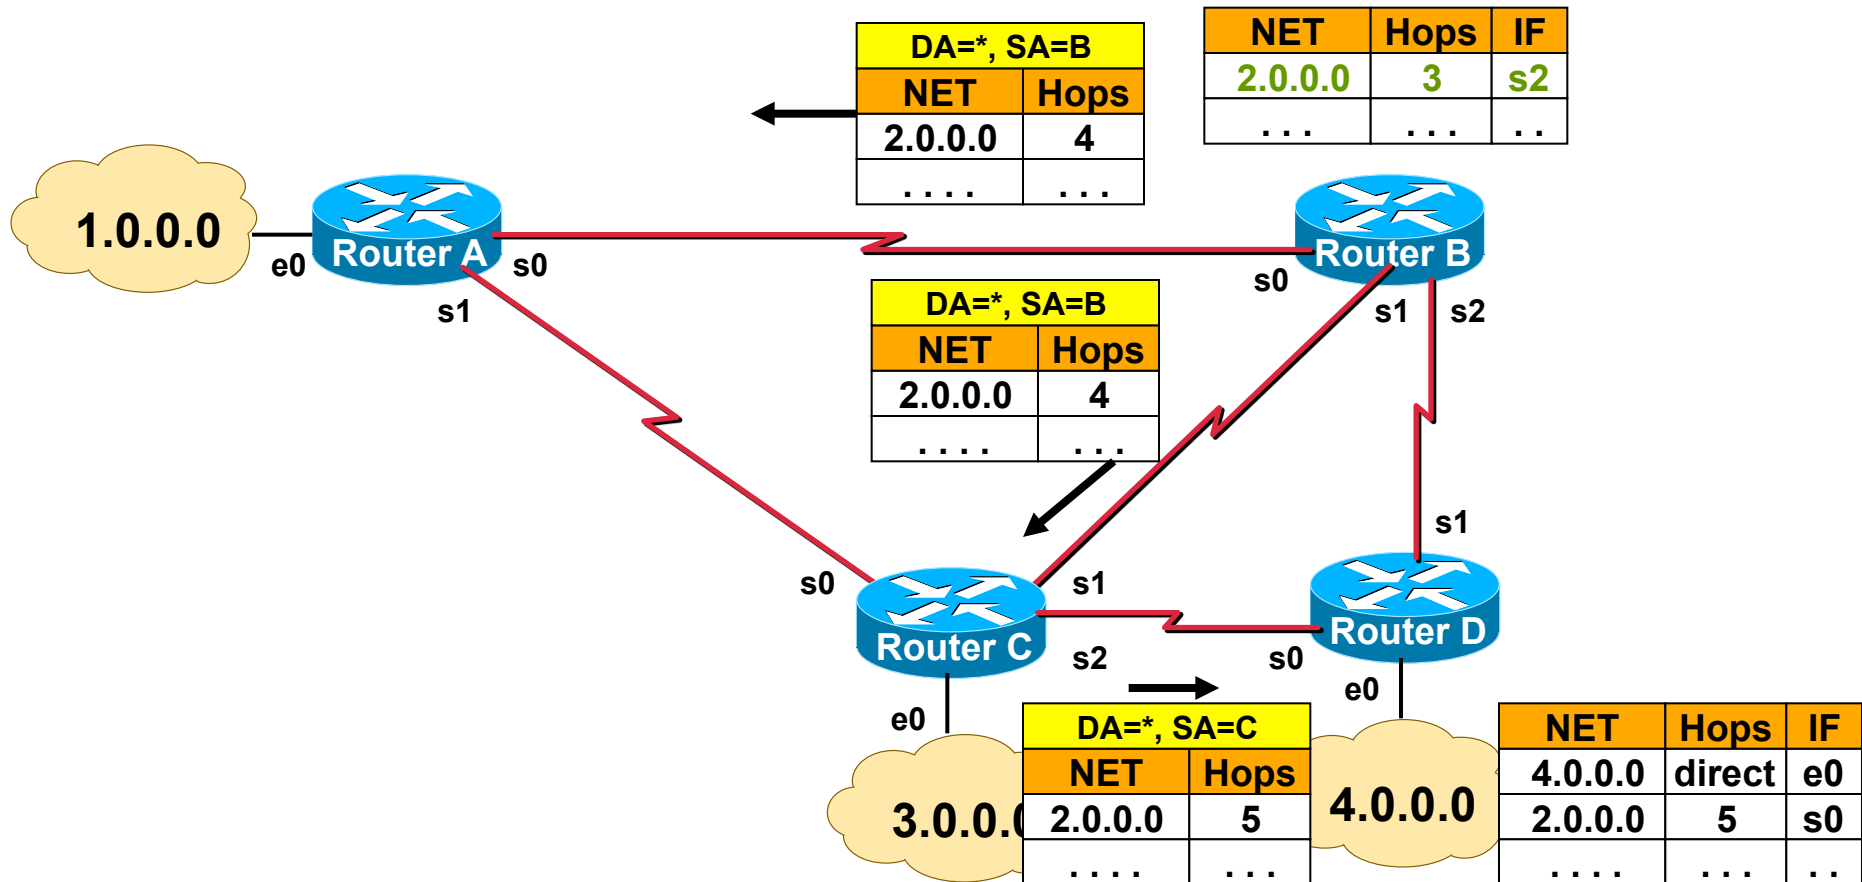 DA=*, SA=B
NET Hops
2.0.0.0 4
. . . . . . .
NET Hops IF
2.0.0.0 3 s2
. . . . . . . .
1.0.0.0
e0
Router A
s0
s1
Router B
s0
s1
s2
DA=*, SA=B
NET Hops
2.0.0.0 4
. . . . . . .
s1
s0
s1
Router C
s2
s0
Router D
e0
e0
3.0.0.0
DA=*, SA=C
NET Hops
2.0.0.0 5
. . . . . . .
4.0.0.0
NET Hops IF
4.0.0.0 direct e0
2.0.0.0 5 s0
. . . . . . . . .